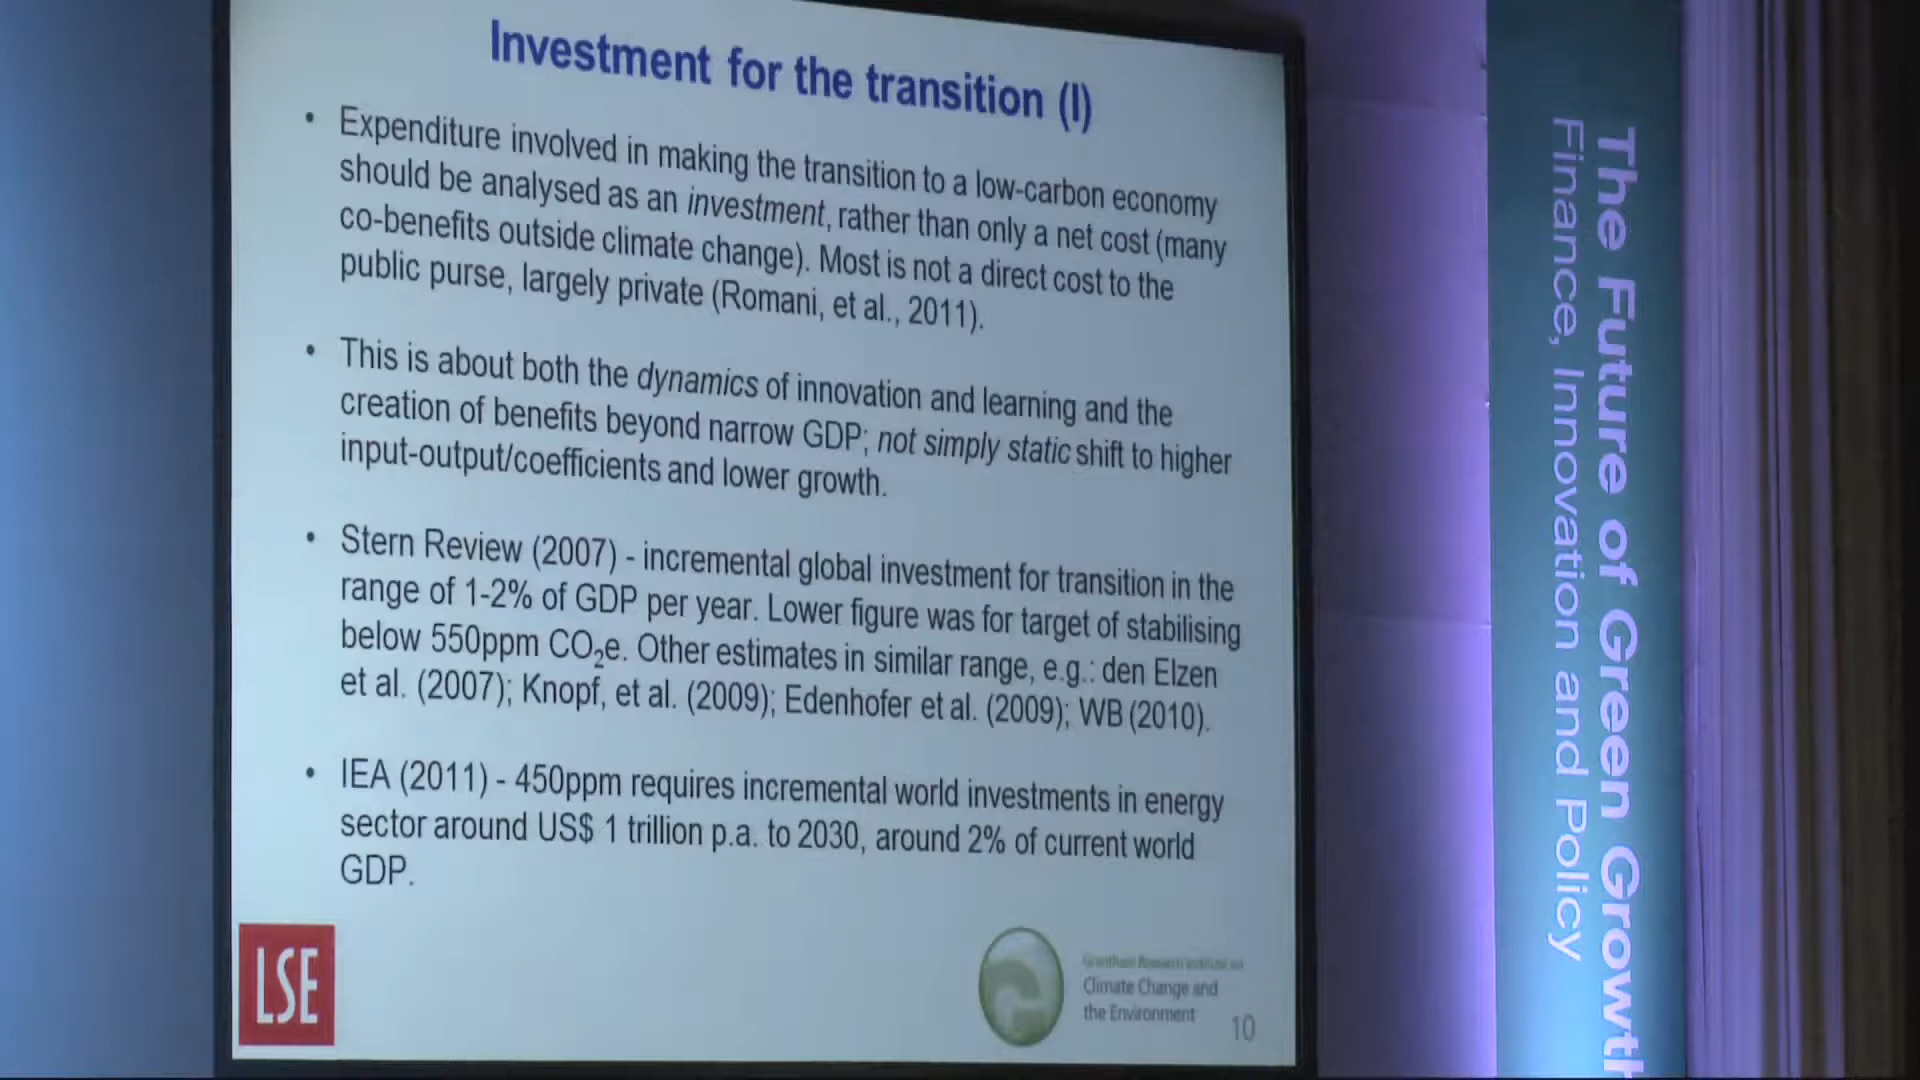 Investment for the transition (I)
• Expenditure involved in making the transition to a low-carbon economy
should be analysed as an investment, rather than only a net cost (many
co-benefits outside climate change). Most is not a direct cost to the
public purse, largely private (Romani, et al., 2011).
• This is about both the dynamics of innovation and learning and the
creation of benefits beyond narrow GDP; not simply static shift to higher
input-output/coefficients and lower growth.
• Stern Review (2007) - incremental global investment for transition in the
range of 1-2% of GDP per year. Lower figure was for target of stabilising
below 550ppm CO₂e. Other estimates in similar range, e.g.: den Elzen
et al. (2007); Knopf, et al. (2009); Edenhofer et al. (2009); WB (2010).
• IEA (2011) - 450ppm requires incremental world investments in energy
sector around US$ 1 trillion p.a. to 2030, around 2% of current world
GDP.
LSE
Grantham Research Institute on
Climate Change and
the Environment
10
The Future of Green Growth
Finance, Innovation and Policy